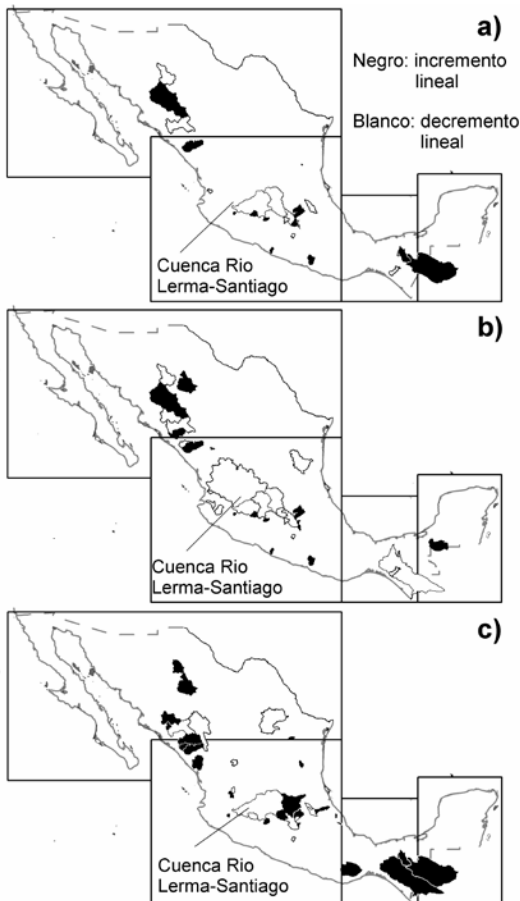 a)
Negro: incremento
lineal
Blanco: decremento
lineal
Cuenca Rio
Lerma-Santiago
b)
Cuenca Rio
Lerma-Santiago
c)
Cuenca Rio
Lerma-Santiago